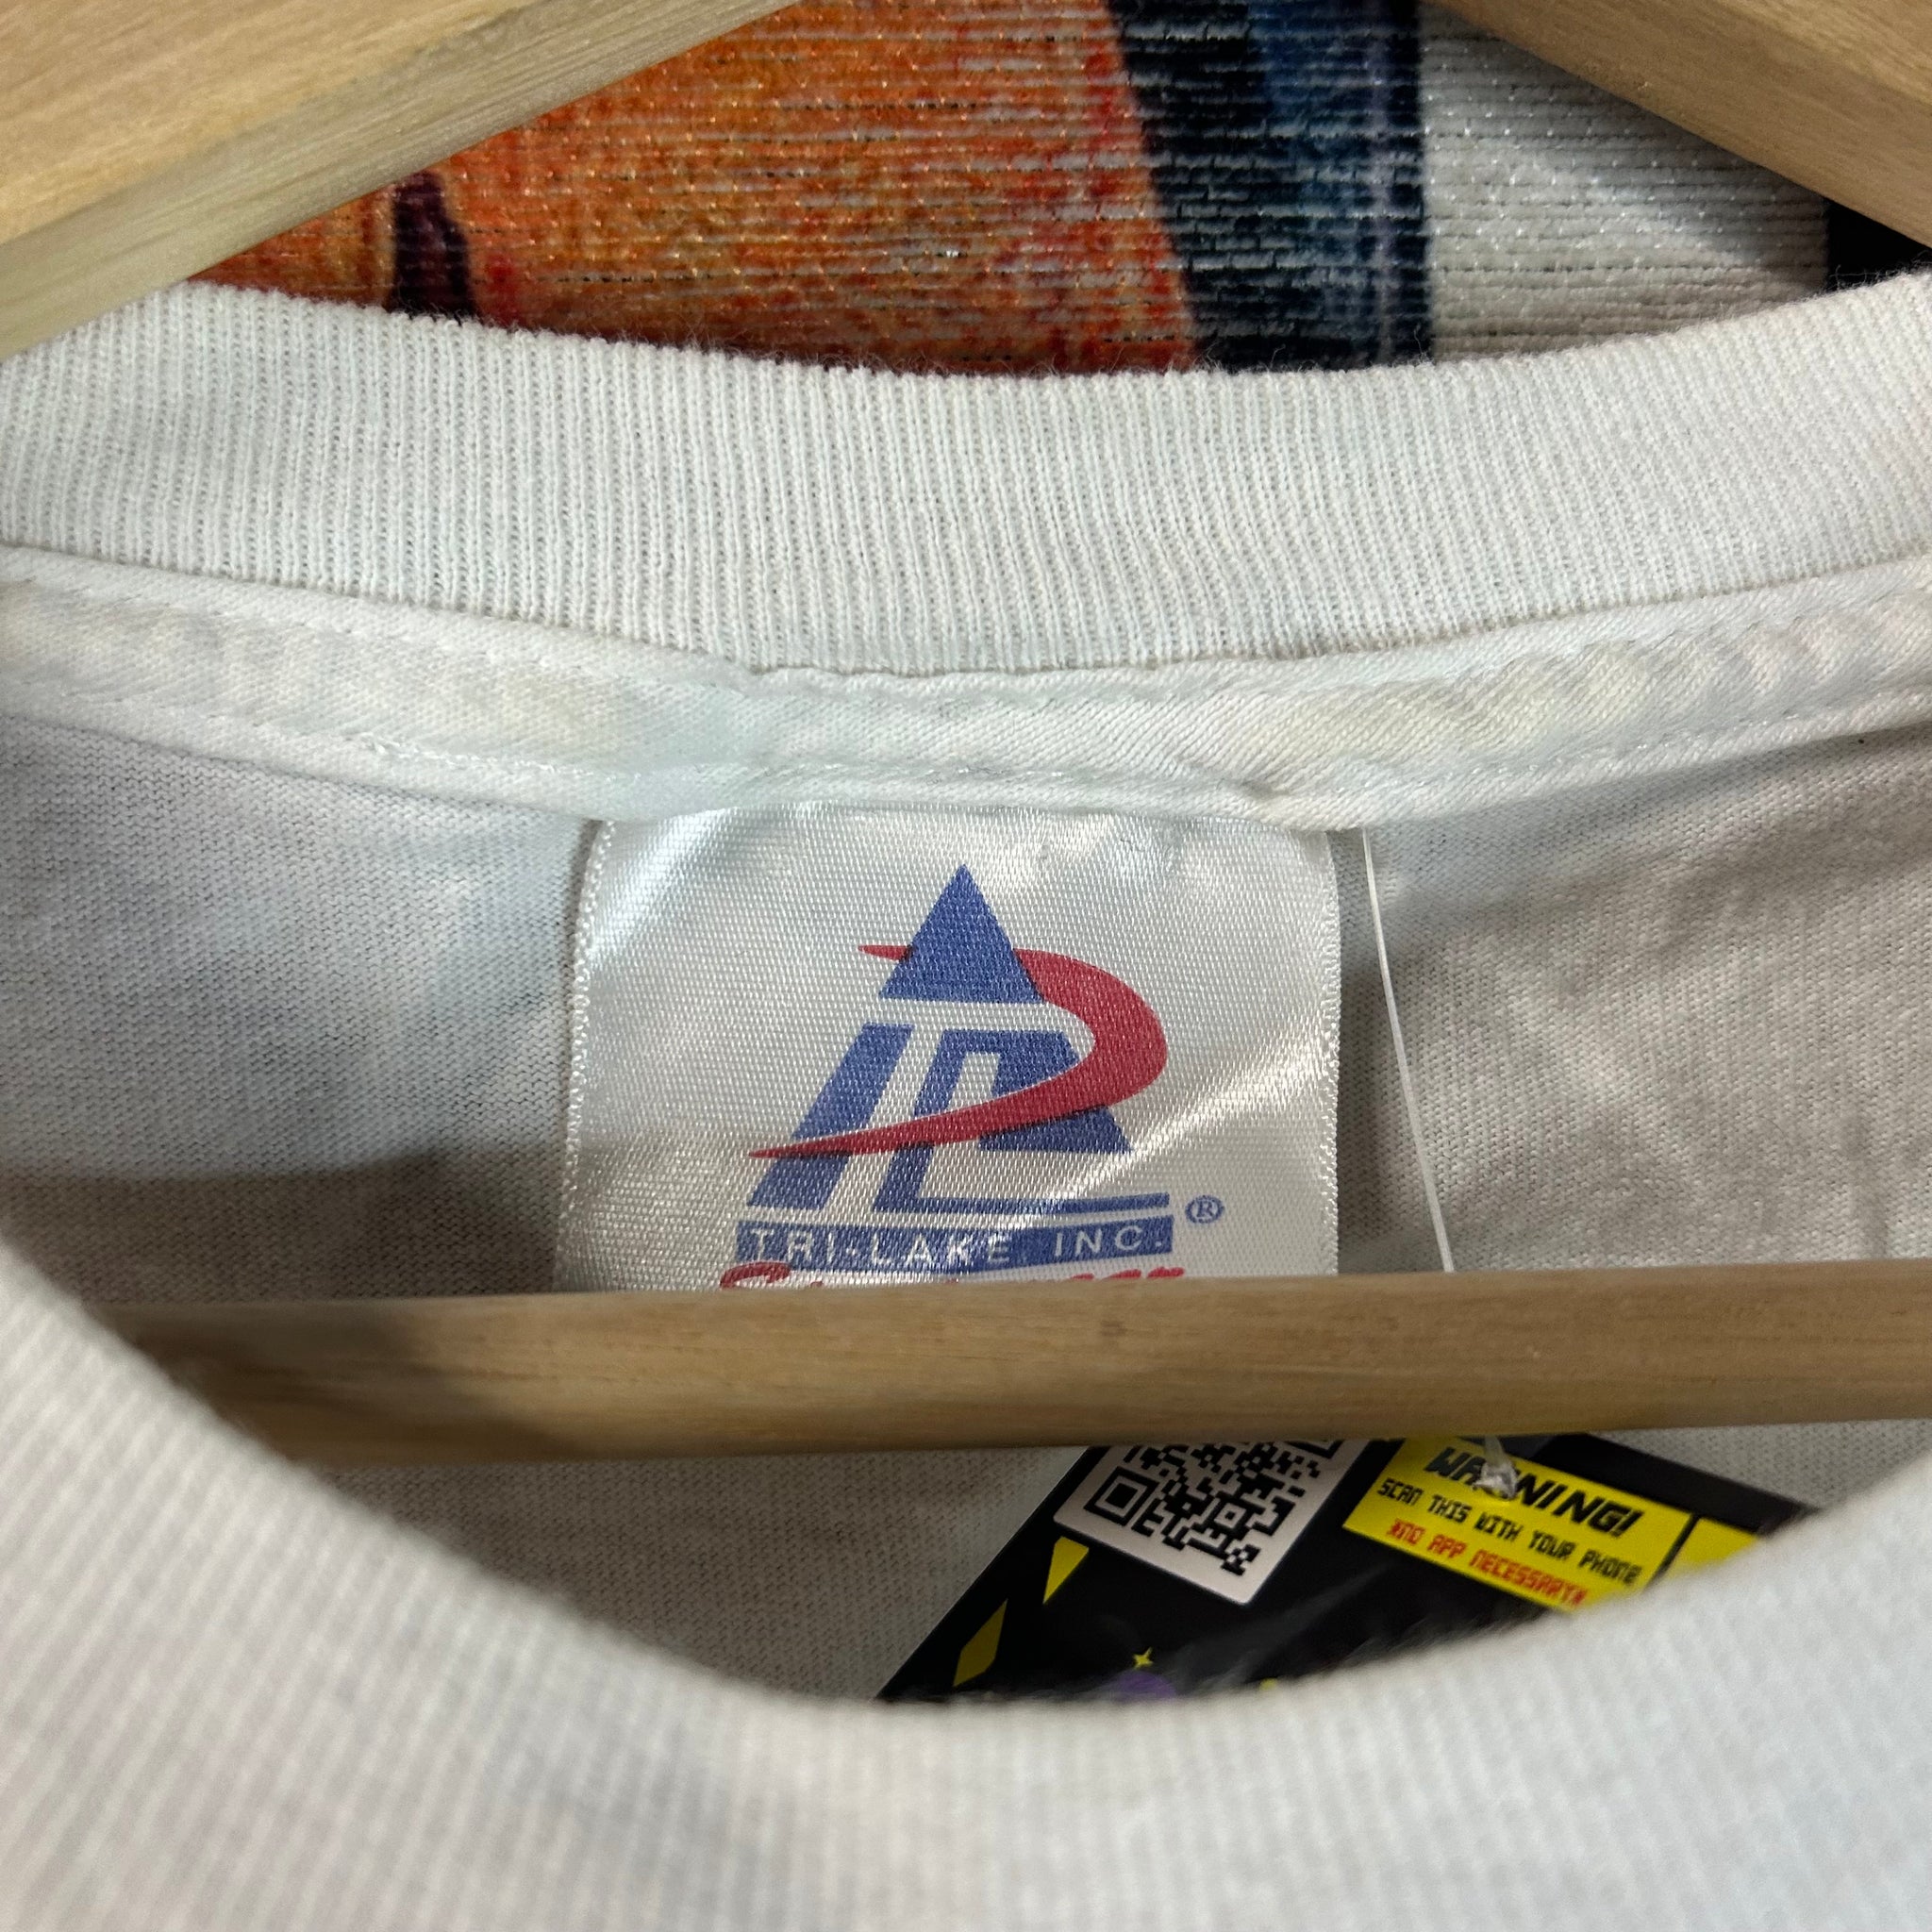 TRI-LAKE, INC.
®
WARNING!
SCAN THIS WITH YOUR PHONE
*NO APP NECESSARY*